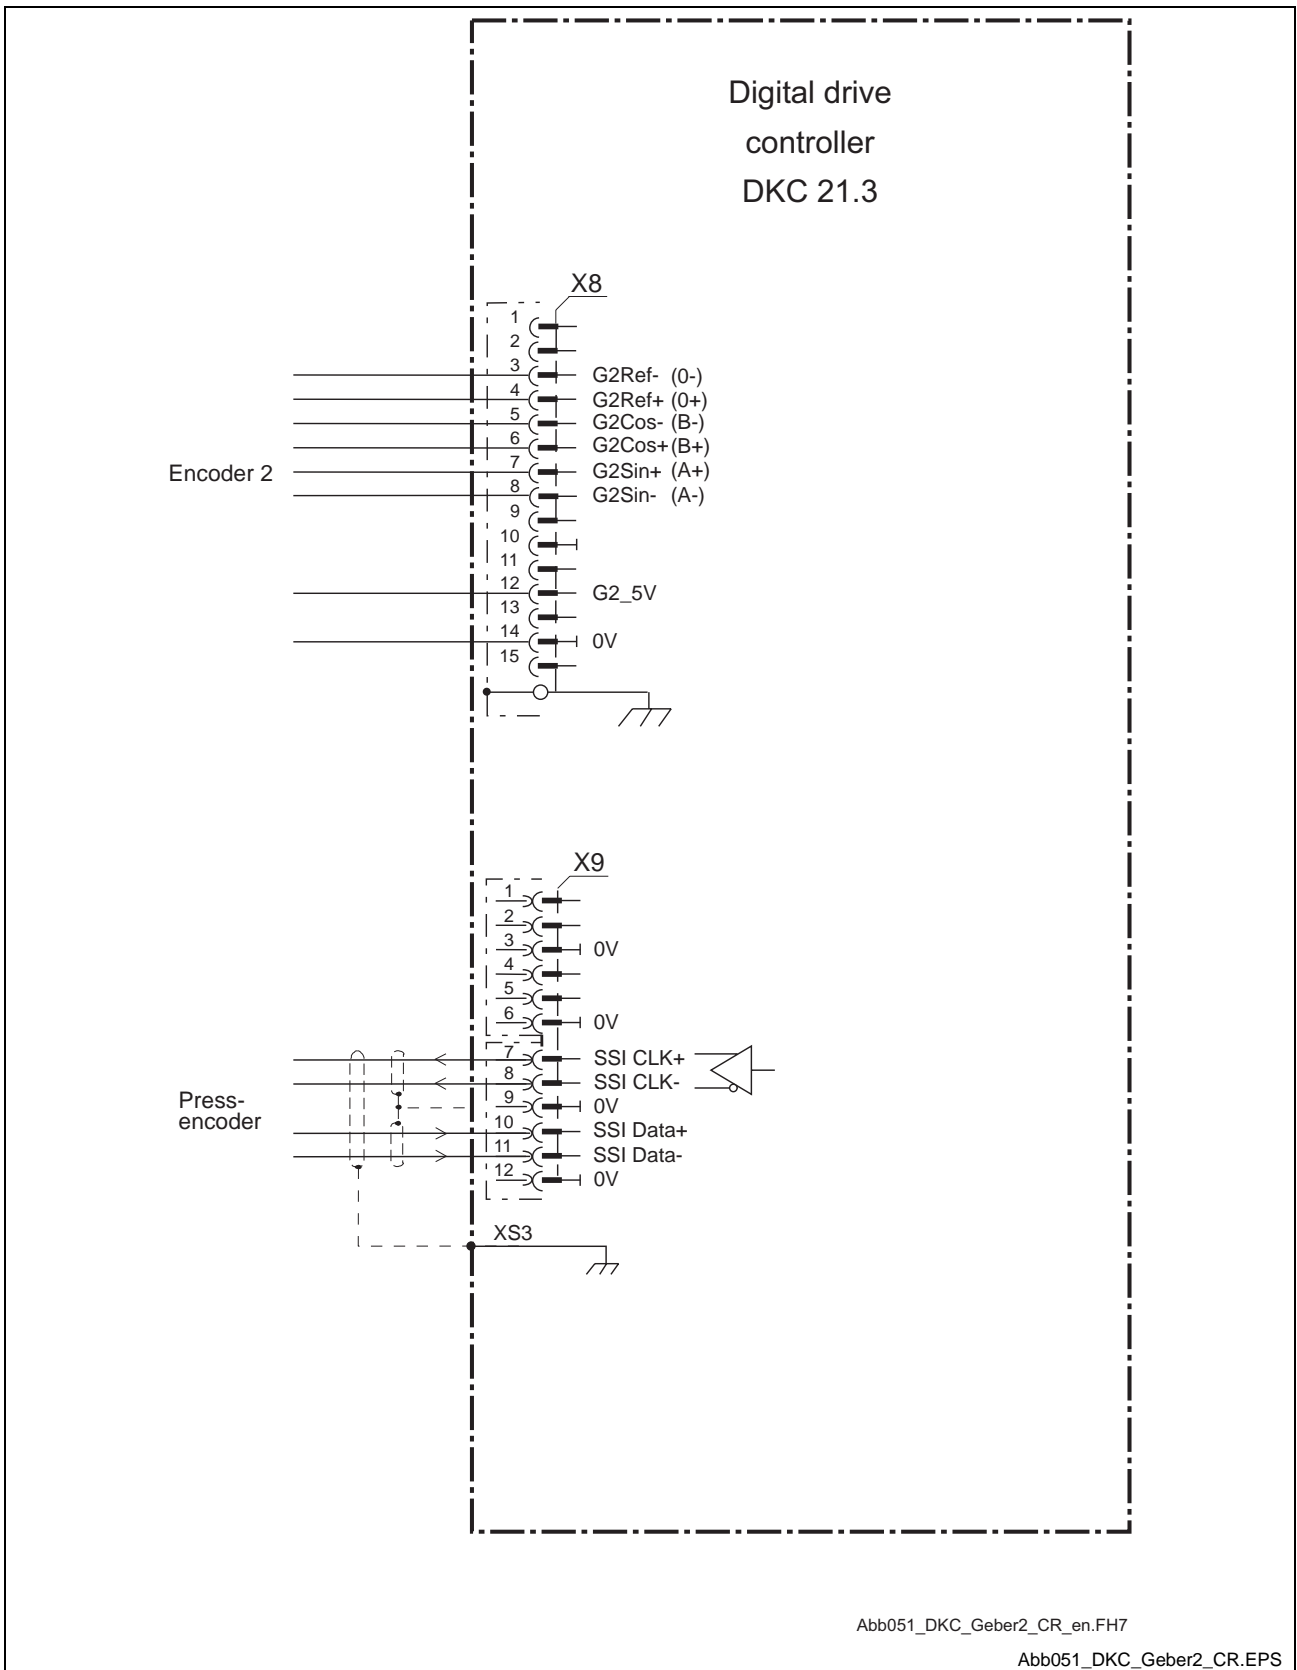 Digital drive
controller
DKC 21.3
X8
1
2
3 G2Ref- (0-)
4 G2Ref+ (0+)
5 G2Cos- (B-)
6 G2Cos+ (B+)
Encoder 2
7 G2Sin+ (A+)
8 G2Sin- (A-)
9
10
11
12 G2_5V
13
14 0V
15
X9
1
2
3 0V
4
5
6 0V
7 SSI CLK+
8 SSI CLK-
Press-
encoder
9 0V
10 SSI Data+
11 SSI Data-
12 0V
XS3
Abb051_DKC_Geber2_CR_en.FH7
Abb051_DKC_Geber2_CR.EPS